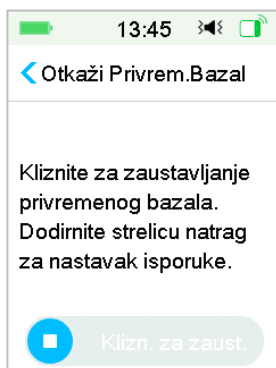 13:45
Otkaži Privrem.Bazal
Kliznite za zaustavljanje
privremenog bazala.
Dodirnite strelicu natrag
za nastavak isporuke.
Klizn. za zaust.